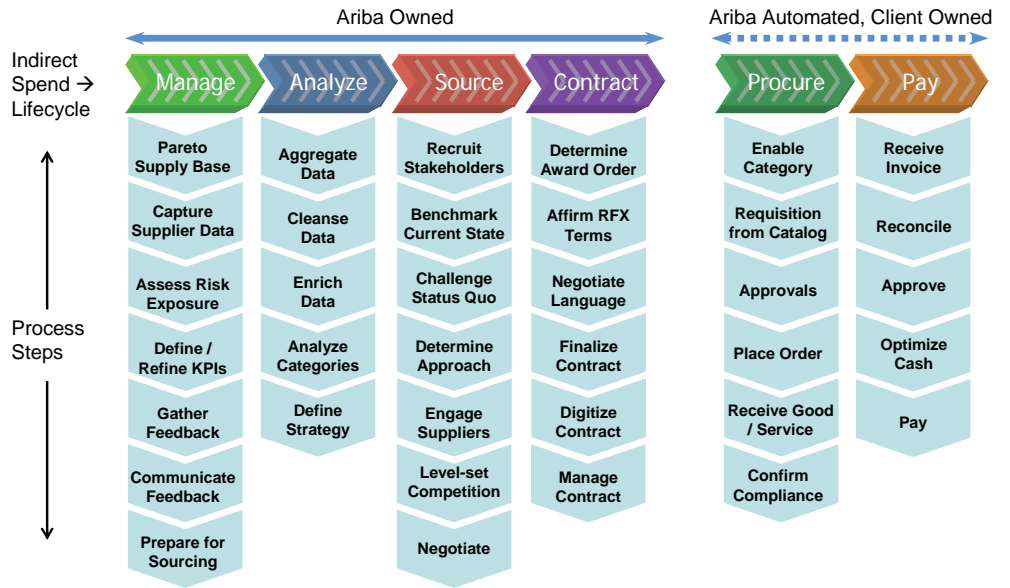 Ariba Owned
Ariba Automated, Client Owned
Indirect
Spend →
Lifecycle
Manage
Analyze
Source
Contract
Procure
Pay
Process
Steps
Pareto
Supply Base
Capture
Supplier Data
Assess Risk
Exposure
Define /
Refine KPIs
Gather
Feedback
Communicate
Feedback
Prepare for
Sourcing
Aggregate
Data
Cleanse
Data
Enrich
Data
Analyze
Categories
Define
Strategy
Recruit
Stakeholders
Benchmark
Current State
Challenge
Status Quo
Determine
Approach
Engage
Suppliers
Level-set
Competition
Negotiate
Determine
Award Order
Affirm RFX
Terms
Negotiate
Language
Finalize
Contract
Digitize
Contract
Manage
Contract
Enable
Category
Requisition
from Catalog
Approvals
Place Order
Receive Good
/ Service
Confirm
Compliance
Receive
Invoice
Reconcile
Approve
Optimize
Cash
Pay